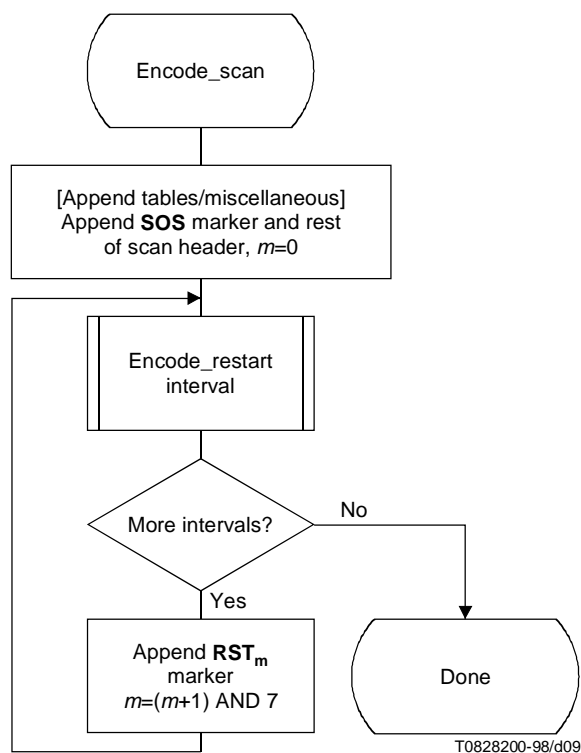 Encode_scan
[Append tables/miscellaneous]
Append SOS marker and rest
of scan header, m=0
Encode_restart
interval
More intervals?
No
Yes
Append RSTm
marker
m=(m+1) AND 7
Done
T0828200-98/d09